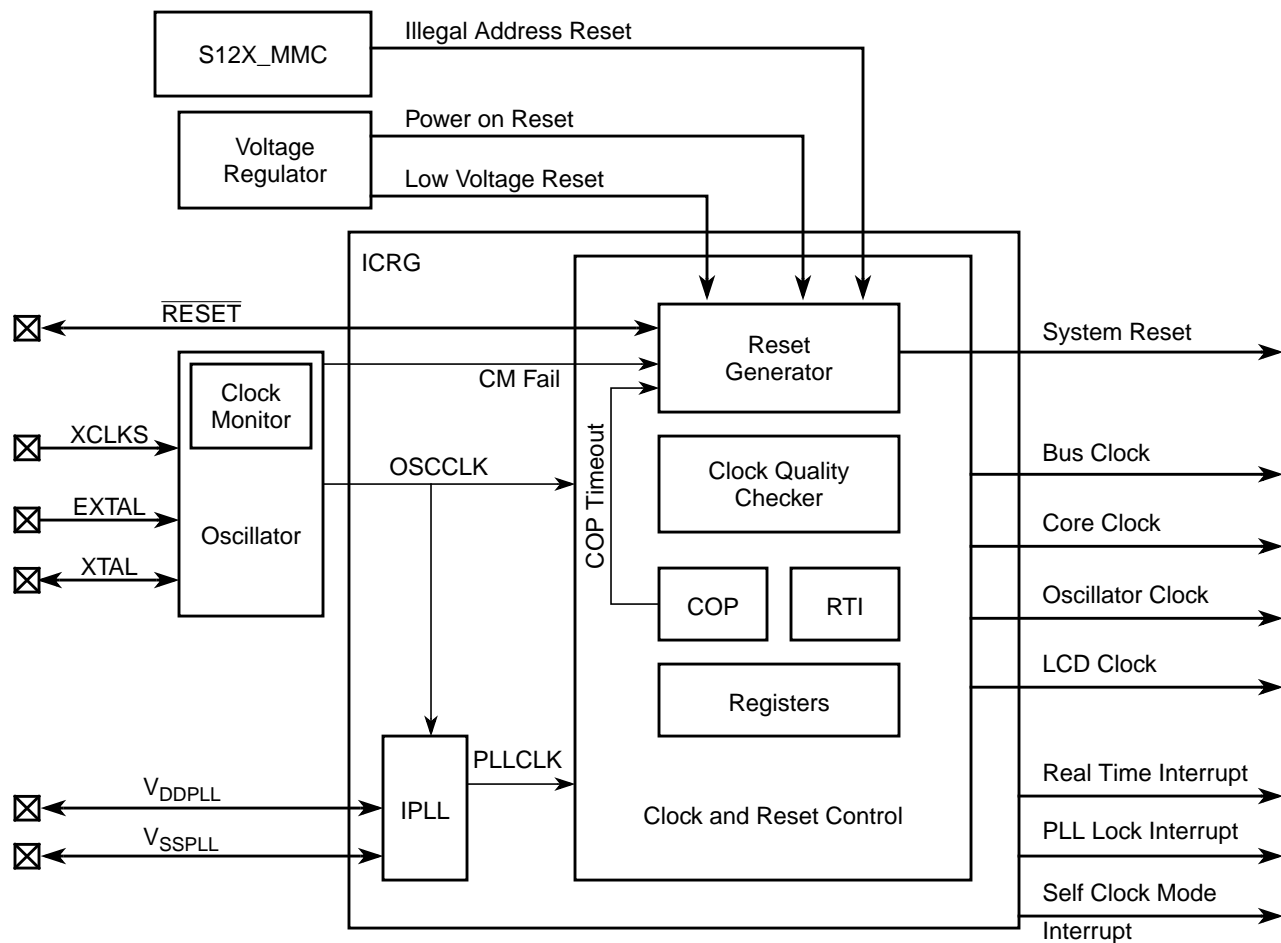 S12X_MMC
Illegal Address Reset
Voltage
Regulator
Power on Reset
Low Voltage Reset
ICRG
RESET
Reset
Generator
System Reset
CM Fail
Clock
Monitor
XCLKS
OSCCLK
COP Timeout
Clock Quality
Checker
Bus Clock
EXTAL
Oscillator
Core Clock
XTAL
COP
RTI
Oscillator Clock
LCD Clock
Registers
PLLCLK
VDDPLL
IPLL
VSSPLL
Clock and Reset Control
Real Time Interrupt
PLL Lock Interrupt
Self Clock Mode
Interrupt